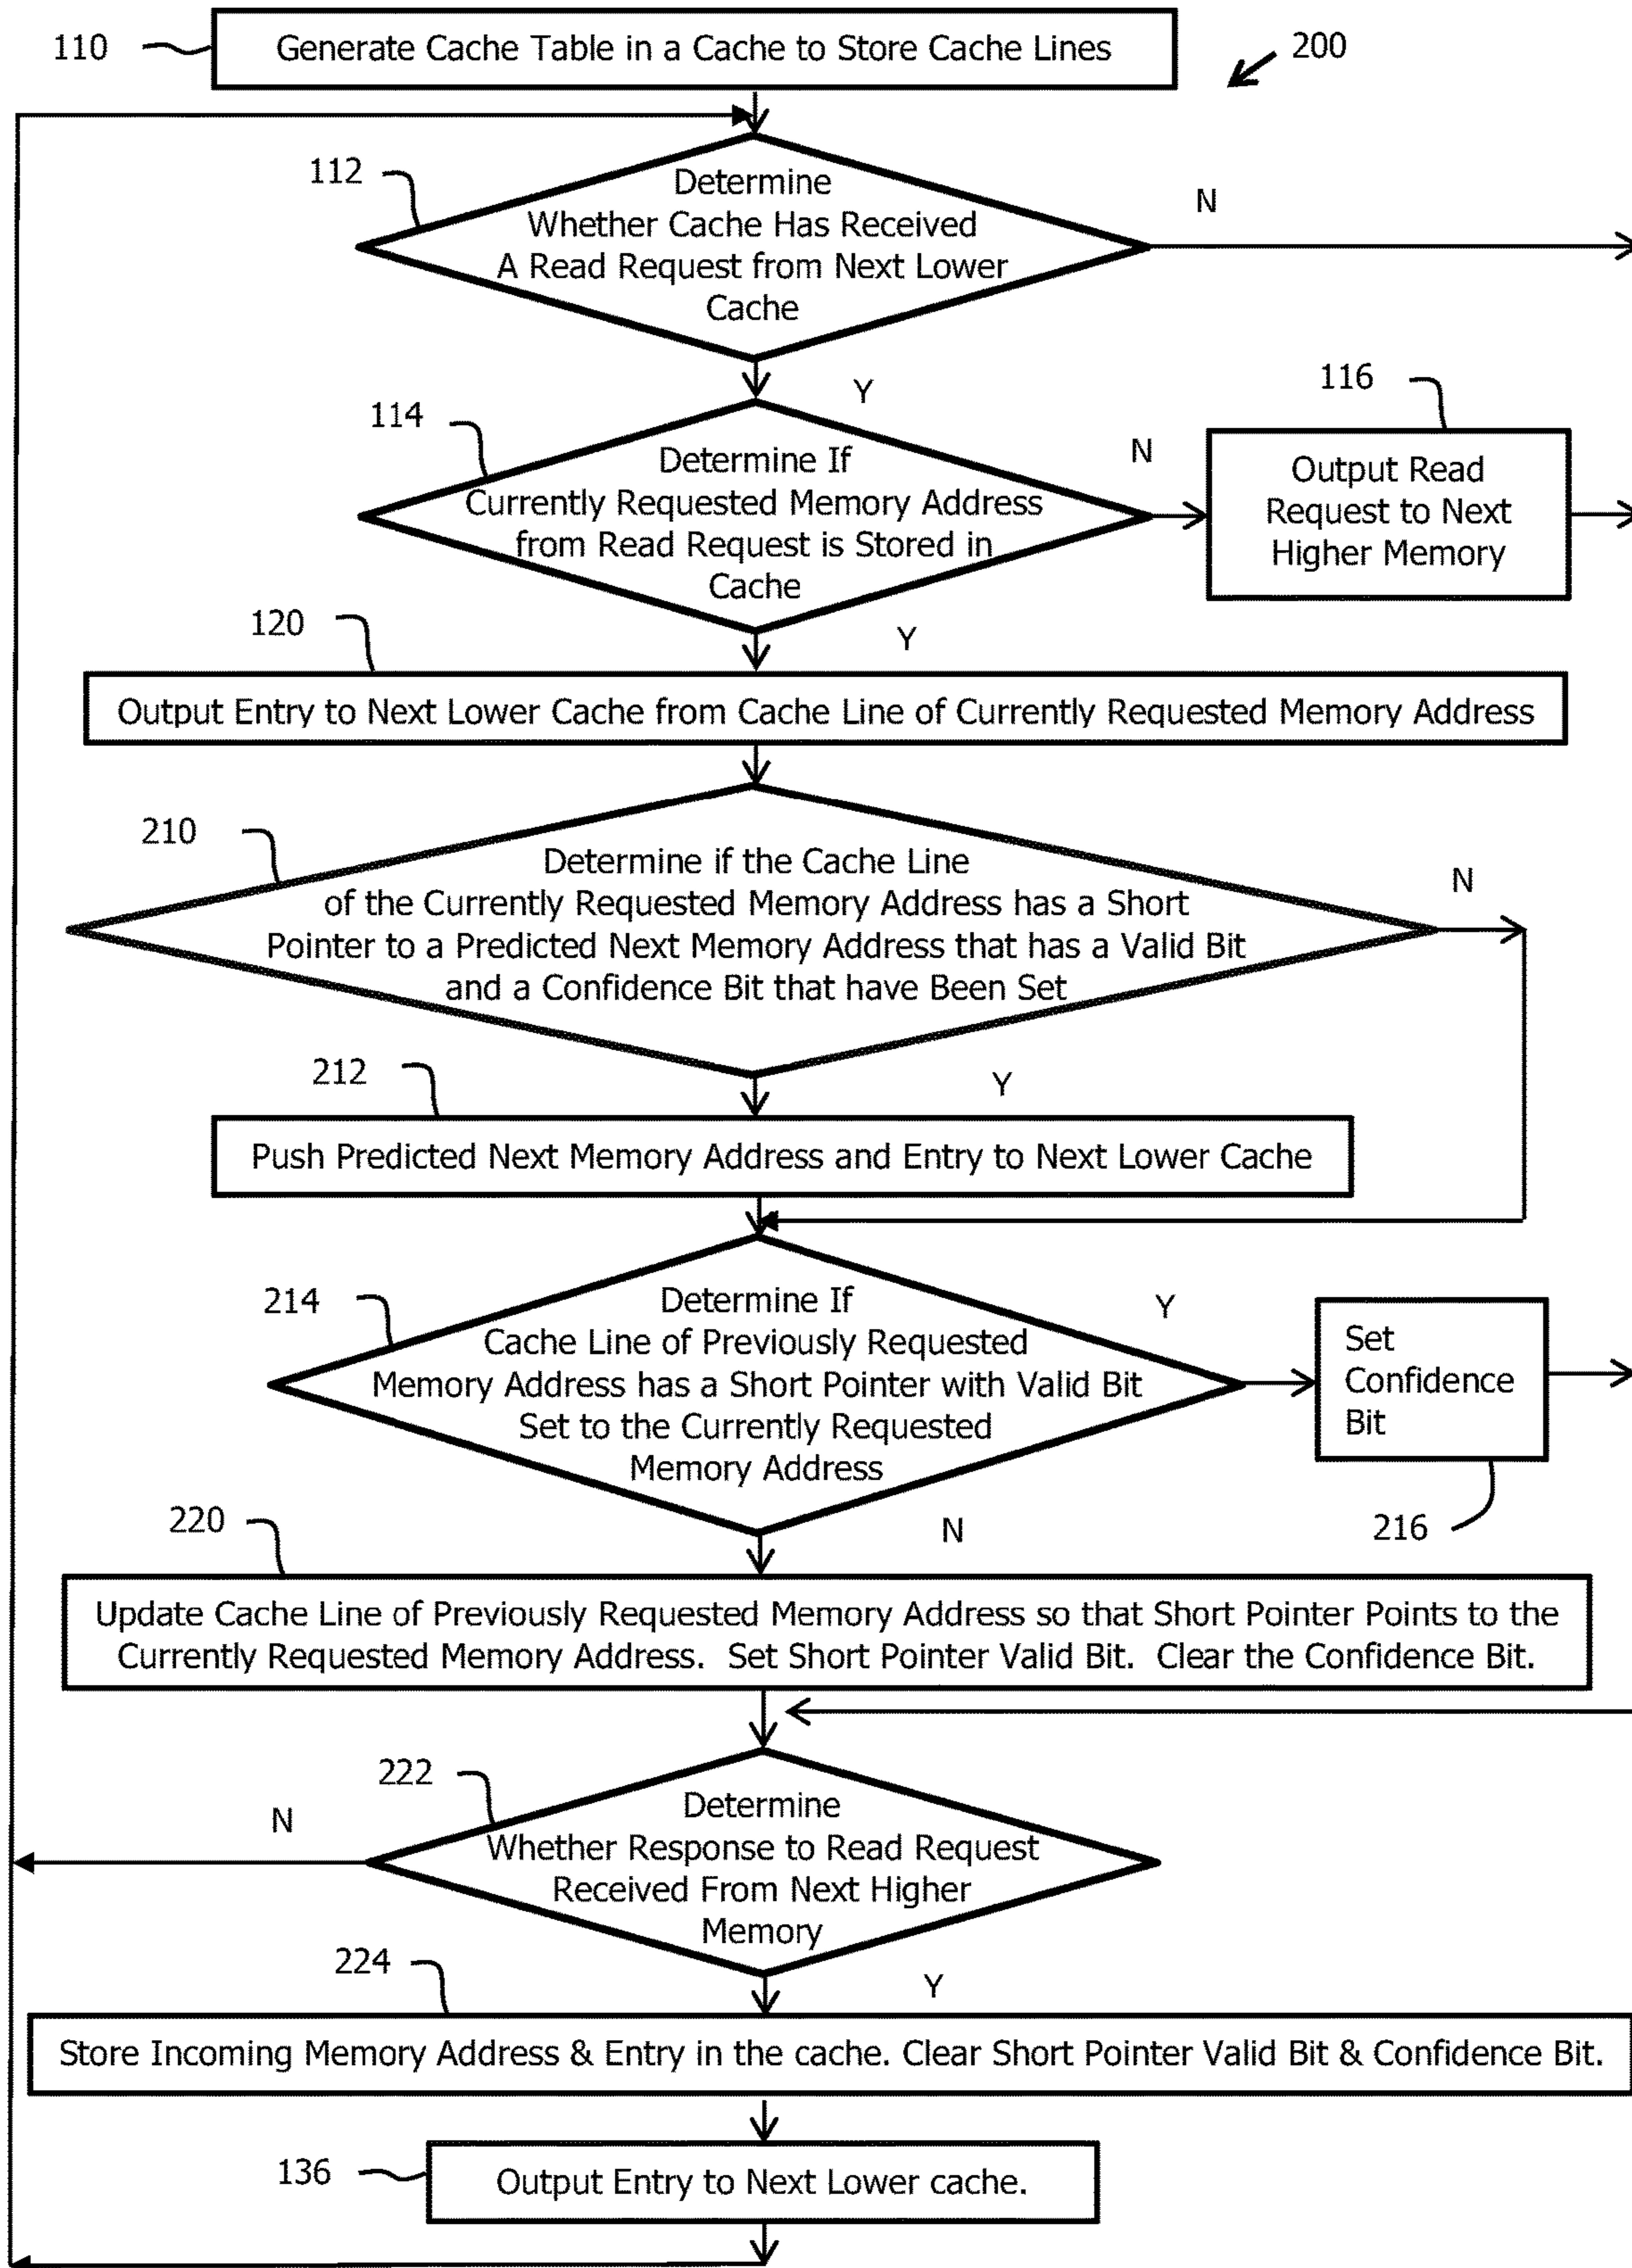 110
Generate Cache Table in a Cache to Store Cache Lines
200
112
Determine
Whether Cache Has Received
A Read Request from Next Lower
Cache
N
Y
114
Determine If
Currently Requested Memory Address
from Read Request is Stored in
Cache
N
116
Output Read
Request to Next
Higher Memory
Y
120
Output Entry to Next Lower Cache from Cache Line of Currently Requested Memory Address
210
Determine if the Cache Line
of the Currently Requested Memory Address has a Short
Pointer to a Predicted Next Memory Address that has a Valid Bit
and a Confidence Bit that have Been Set
N
Y
212
Push Predicted Next Memory Address and Entry to Next Lower Cache
214
Determine If
Cache Line of Previously Requested
Memory Address has a Short Pointer with Valid Bit
Set to the Currently Requested
Memory Address
Y
Set
Confidence
Bit
216
N
220
Update Cache Line of Previously Requested Memory Address so that Short Pointer Points to the
Currently Requested Memory Address. Set Short Pointer Valid Bit. Clear the Confidence Bit.
222
Determine
Whether Response to Read Request
Received From Next Higher
Memory
N
Y
224
Store Incoming Memory Address & Entry in the cache. Clear Short Pointer Valid Bit & Confidence Bit.
136
Output Entry to Next Lower cache.